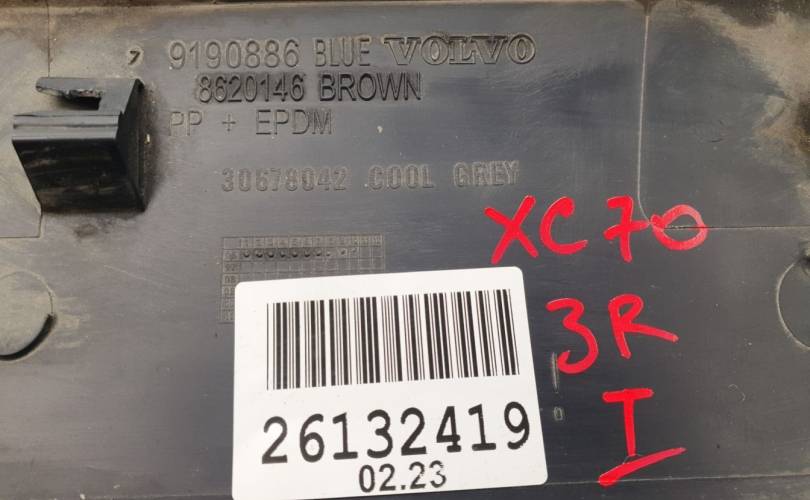 9190886 BLUE VOLVO
8620146 BROWN
PP + EPDM
30678042 COOL GREY
XC70
3R
I
26132419
02.23